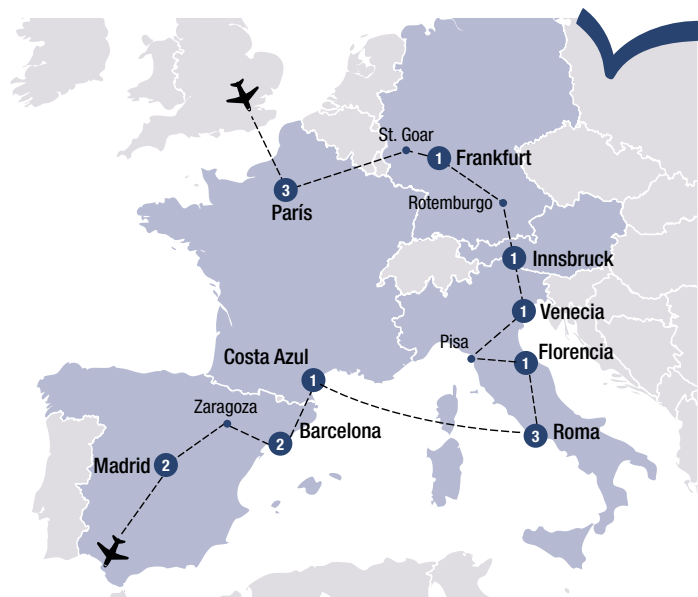 St. Goar
1 Frankfurt
3
París
Rotemburgo
1 Innsbruck
1 Venecia
Pisa
Florencia
1
Costa Azul
1
Zaragoza
Barcelona
2
Madrid 2
3 Roma